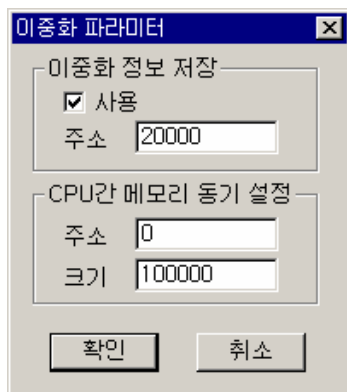 이중화 파라미터
이중화 정보 저장
사용
주소 20000
CPU간 메모리 동기 설정
주소 0
크기 100000
확인 취소